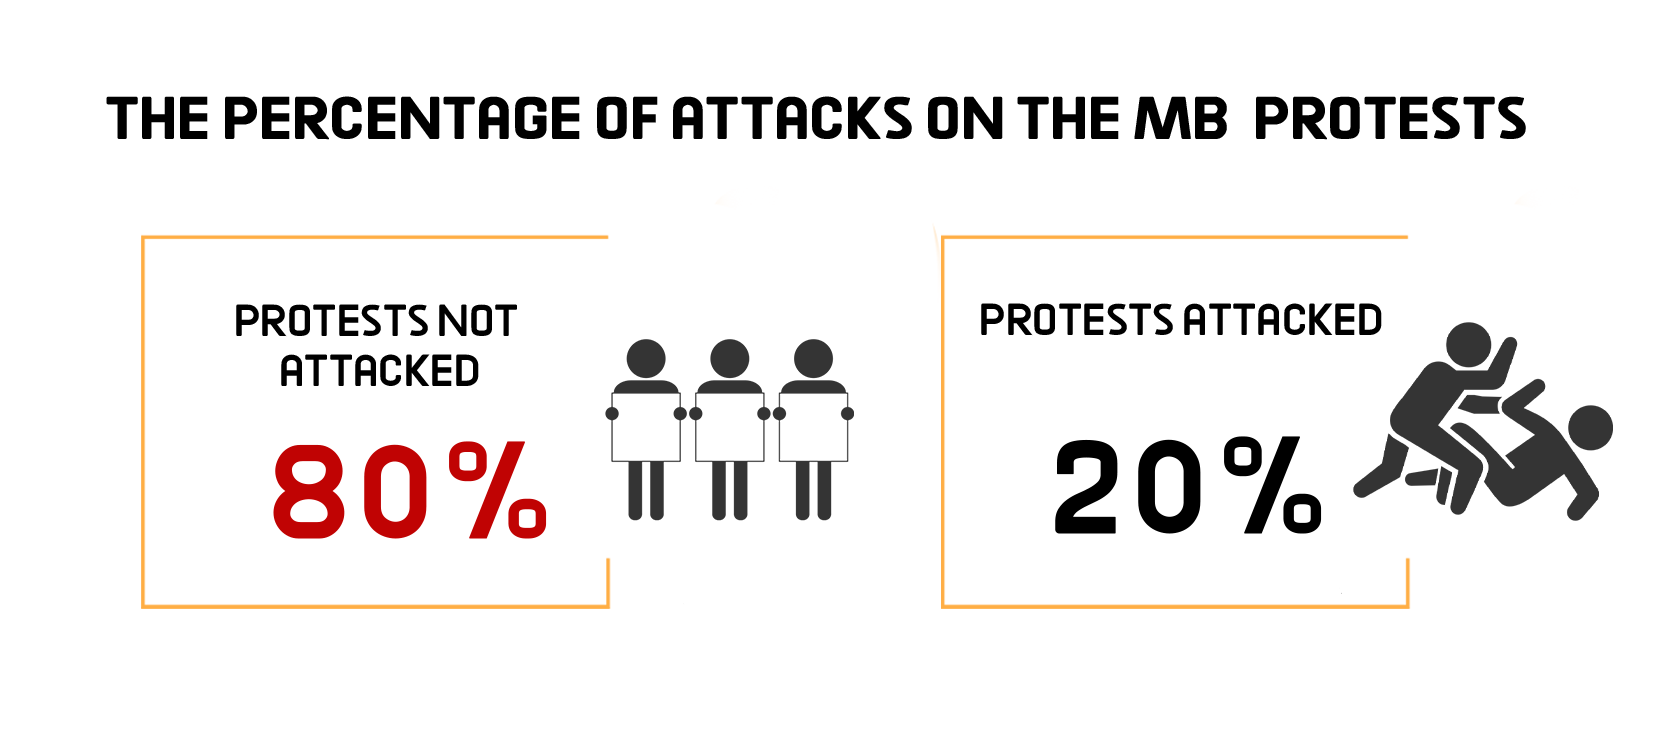 THE PERCENTAGE OF ATTACKS ON THE MB PROTESTS
PROTESTS NOT
ATTACKED
80%
PROTESTS ATTACKED
20%